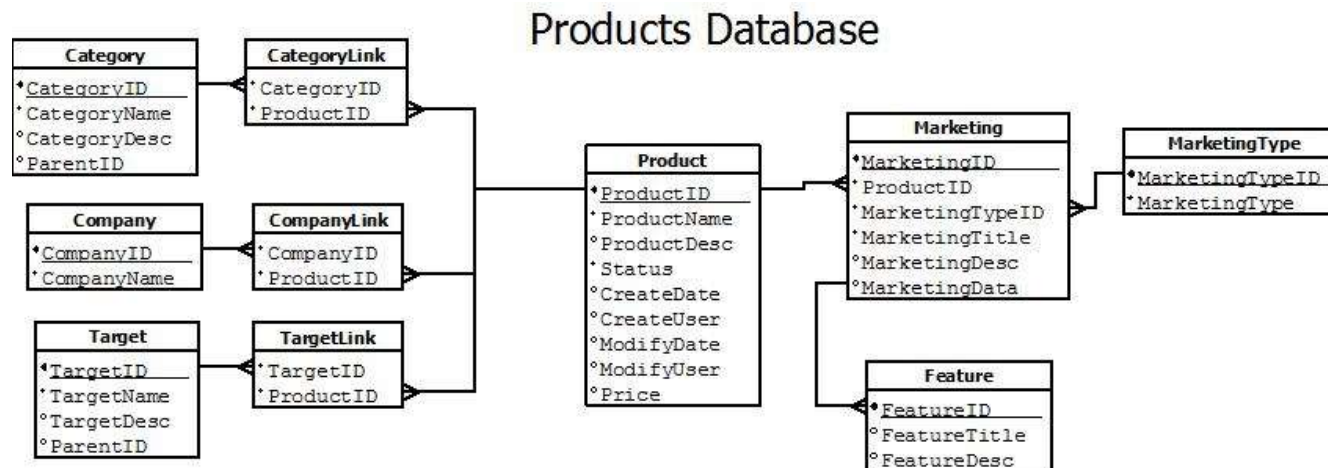 Products Database
Category
CategoryID
CategoryName
CategoryDesc
ParentID
CategoryLink
CategoryID
ProductID
Company
CompanyID
CompanyName
CompanyLink
CompanyID
ProductID
Target
TargetID
TargetName
TargetDesc
ParentID
TargetLink
TargetID
ProductID
Product
ProductID
ProductName
ProductDesc
Status
CreateDate
CreateUser
ModifyDate
ModifyUser
Price
Marketing
MarketingID
ProductID
MarketingTypeID
MarketingTitle
MarketingDesc
MarketingData
MarketingType
MarketingTypeID
MarketingType
Feature
FeatureID
FeatureTitle
FeatureDesc